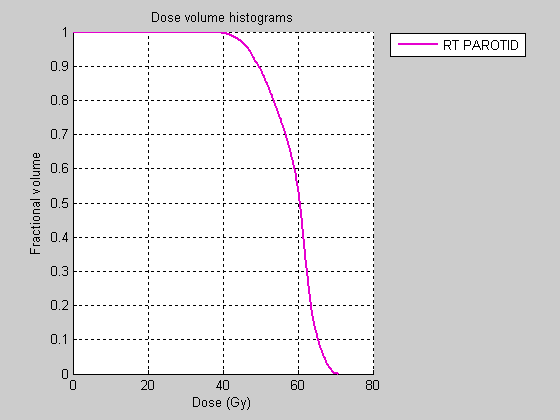 Dose volume histograms
RT PAROTID
1
0.9
0.8
0.7
0.6
0.5
0.4
0.3
0.2
0.1
0
Fractional volume
0 20 40 60 80
Dose (Gy)